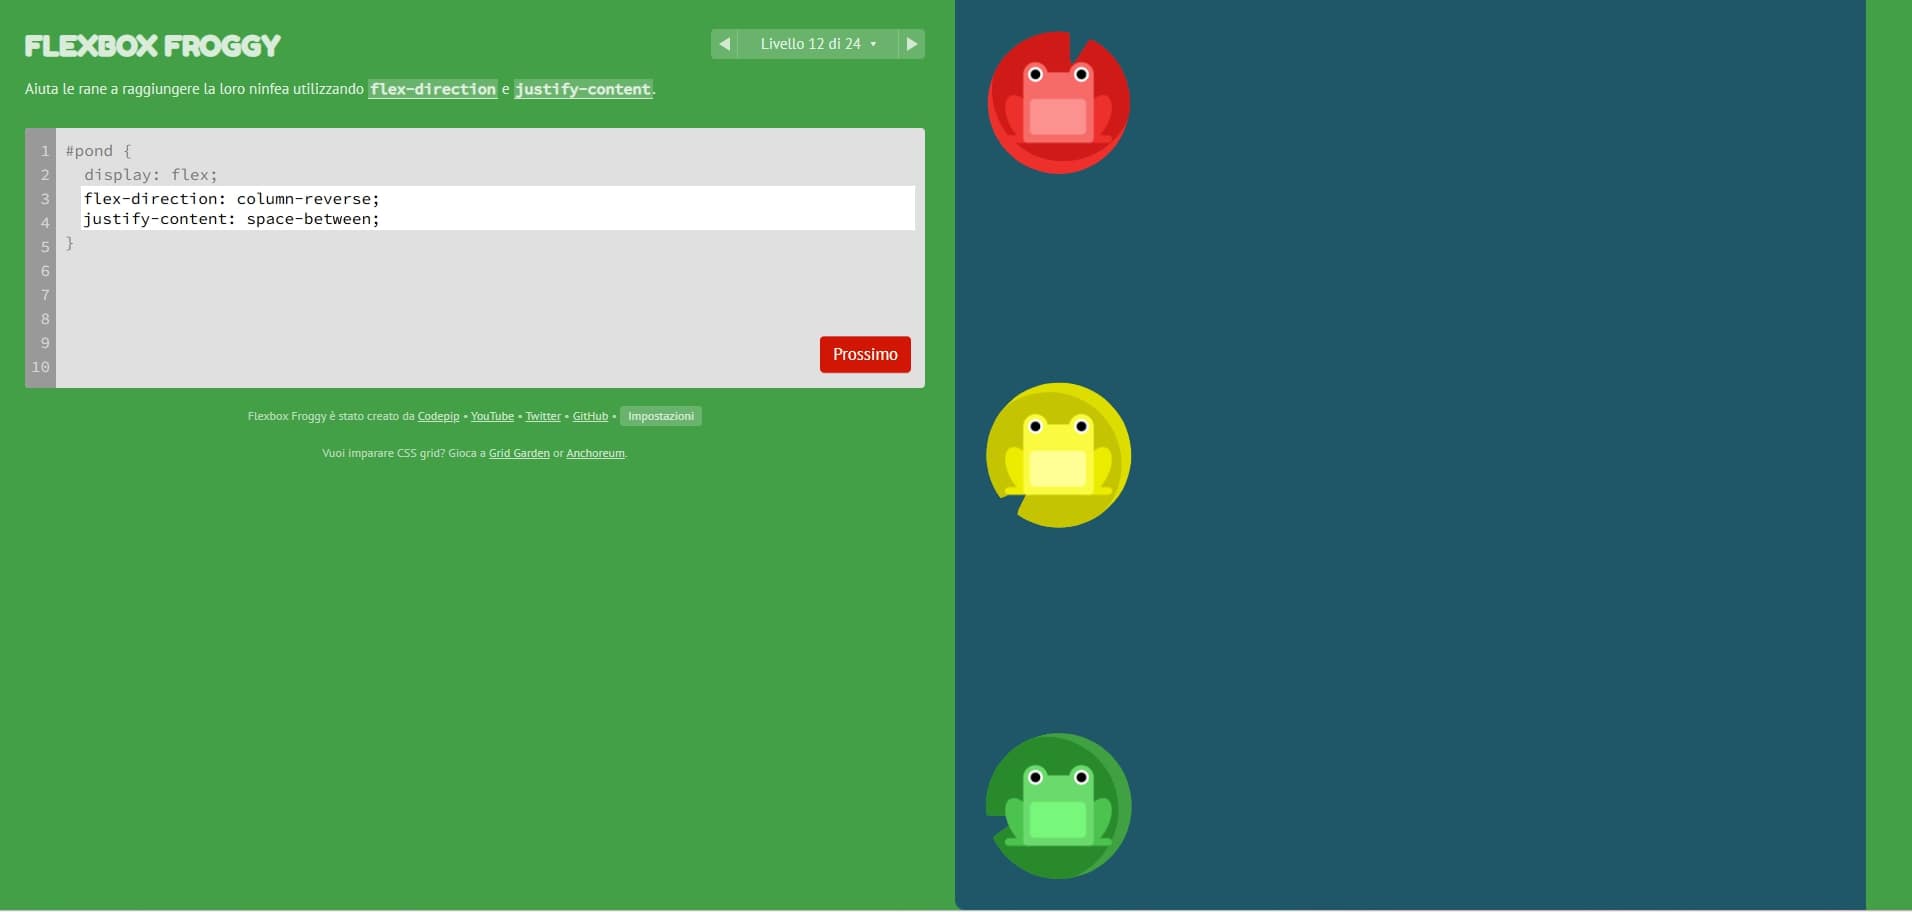 FLEXBOX FROGGY
Livello 12 di 24
Aiuta le rane a raggiungere la loro ninfea utilizzando flex-direction e justify-content.
1 #pond {
2 display: flex;
3 flex-direction: column-reverse;
4 justify-content: space-between;
5 }
6
7
8
9
10
Prossimo
Flexbox Froggy è stato creato da Codepip • YouTube • Twitter • GitHub • Impostazioni
Vuoi imparare CSS grid? Gioca a Grid Garden or Anchoreum.